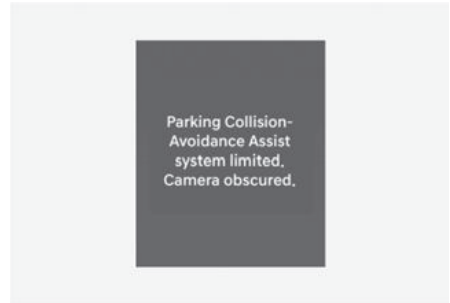 Parking Collision-
Avoidance Assist
system limited.
Camera obscured.